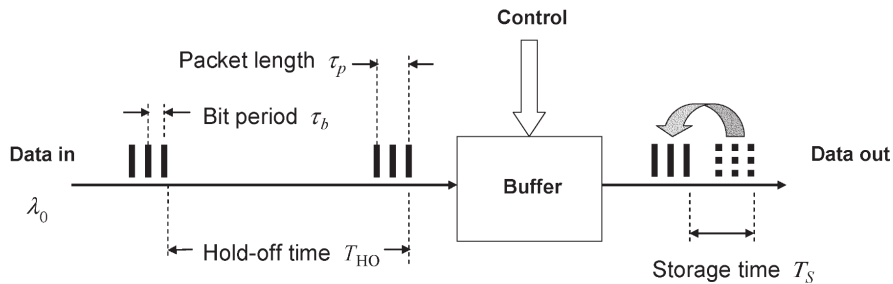 Control
Packet length τp
Bit period τb
Data in
Buffer
Data out
λ0
Hold-off time THO
Storage time TS